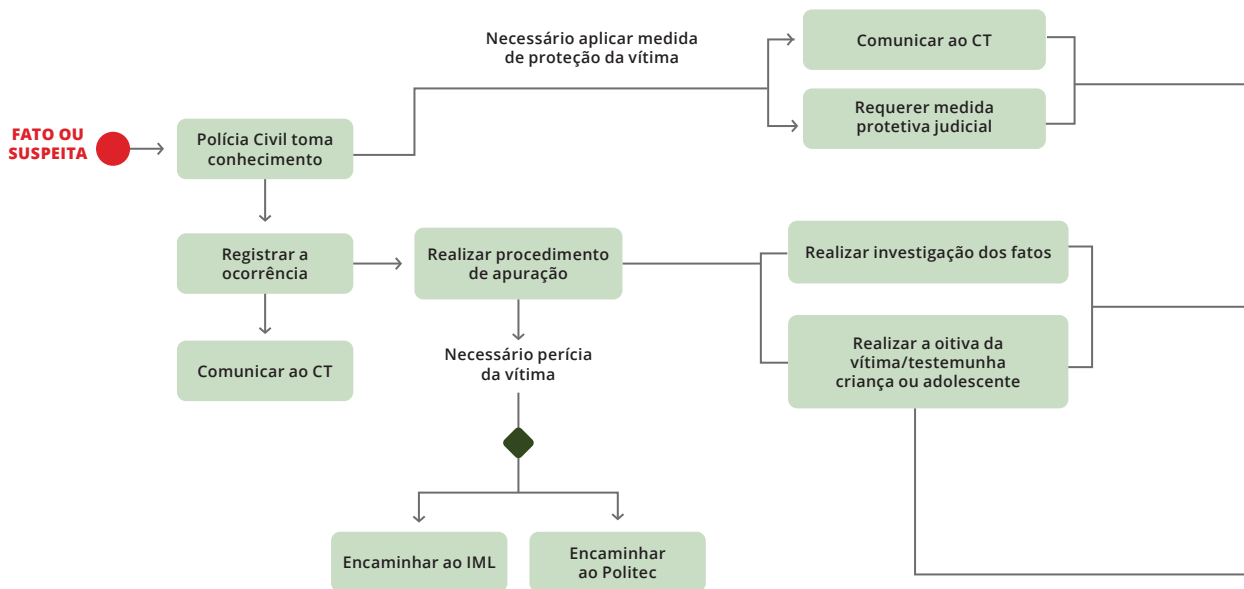 Necessário aplicar medida
de proteção da vítima
Comunicar ao CT
Requerer medida
protetiva judicial
FATO OU
SUSPEITA
Polícia Civil toma
conhecimento
Registrar a
ocorrência
Realizar procedimento
de apuração
Realizar investigação dos fatos
Comunicar ao CT
Necessário perícia
da vítima
Realizar a oitiva da
vítima/testemunha
criança ou adolescente
Encaminhar ao IML
Encaminhar
ao Politec